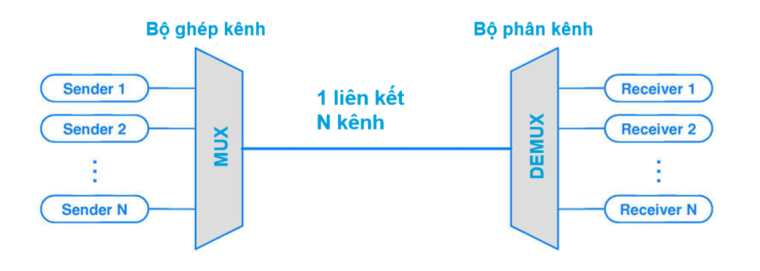 Bộ ghép kênh
Bộ phân kênh
Sender 1
Sender 2
Sender N
MUX
1 liên kết
N kênh
DEMUX
Receiver 1
Receiver 2
Receiver N